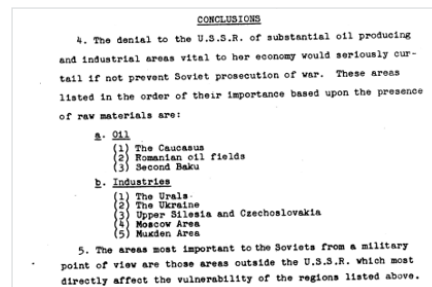 CONCLUSIONS
4. The denial to the U.S.S.R. of substantial oil producing
and industrial areas vital to her economy would seriously cur-
tail if not prevent Soviet prosecution of war. These areas
listed in the order of their importance based upon the presence
of raw materials are:
a. Oil
(1) The Caucasus
(2) Romanian oil fields
(3) Second Baku
b. Industries
(1) The Urals
(2) The Ukraine
(3) Upper Silesia and Czechoslovakia
(4) Moscow Area
(5) Mukden Area
5. The areas most important to the Soviets from a military
point of view are those areas outside the U.S.S.R. which most
directly affect the vulnerability of the regions listed above.